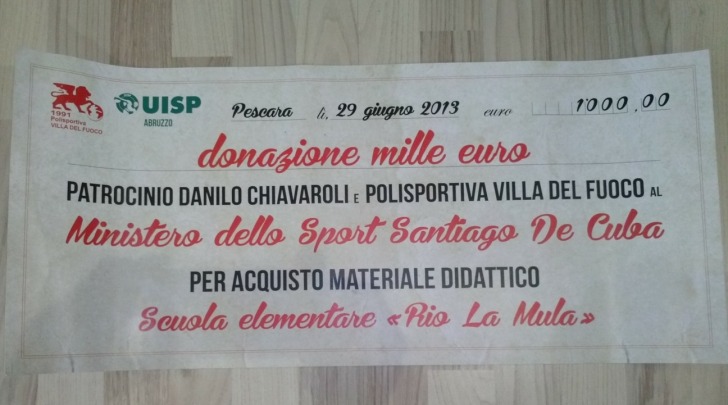 1991
Polisportiva
VILLA DEL FUOCO
UISP
ABRUZZO
Pescara li, 29 giugno 2013 euro 1000,00
donazione mille euro
PATROCINIO DANILO CHIAVAROLI E POLISPORTIVA VILLA DEL FUOCO AL
Ministero dello Sport Santiago De Cuba
PER ACQUISTO MATERIALE DIDATTICO
Scuola elementare «Rio La Mula»